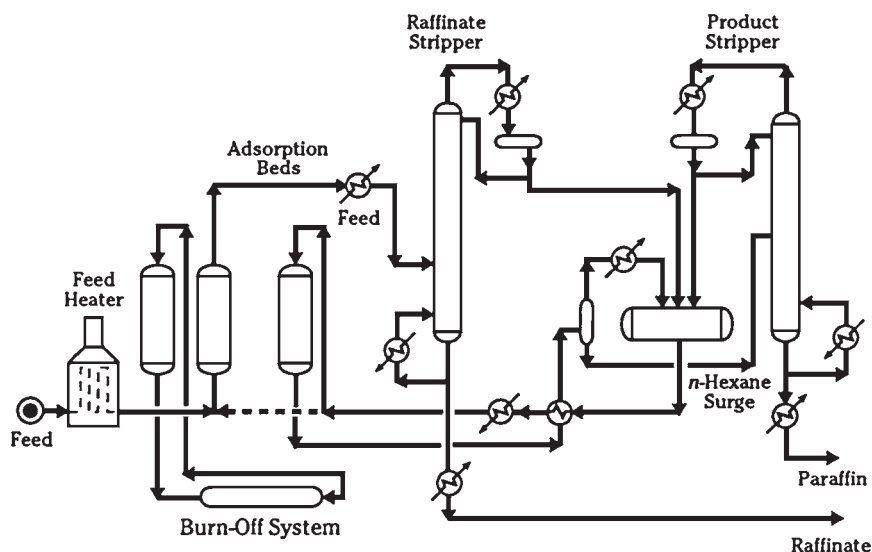 Raffinate
Stripper
Product
Stripper
Adsorption
Beds
Feed
Feed
Heater
n-Hexane
Surge
Feed
Paraffin
Burn-Off System
Raffinate